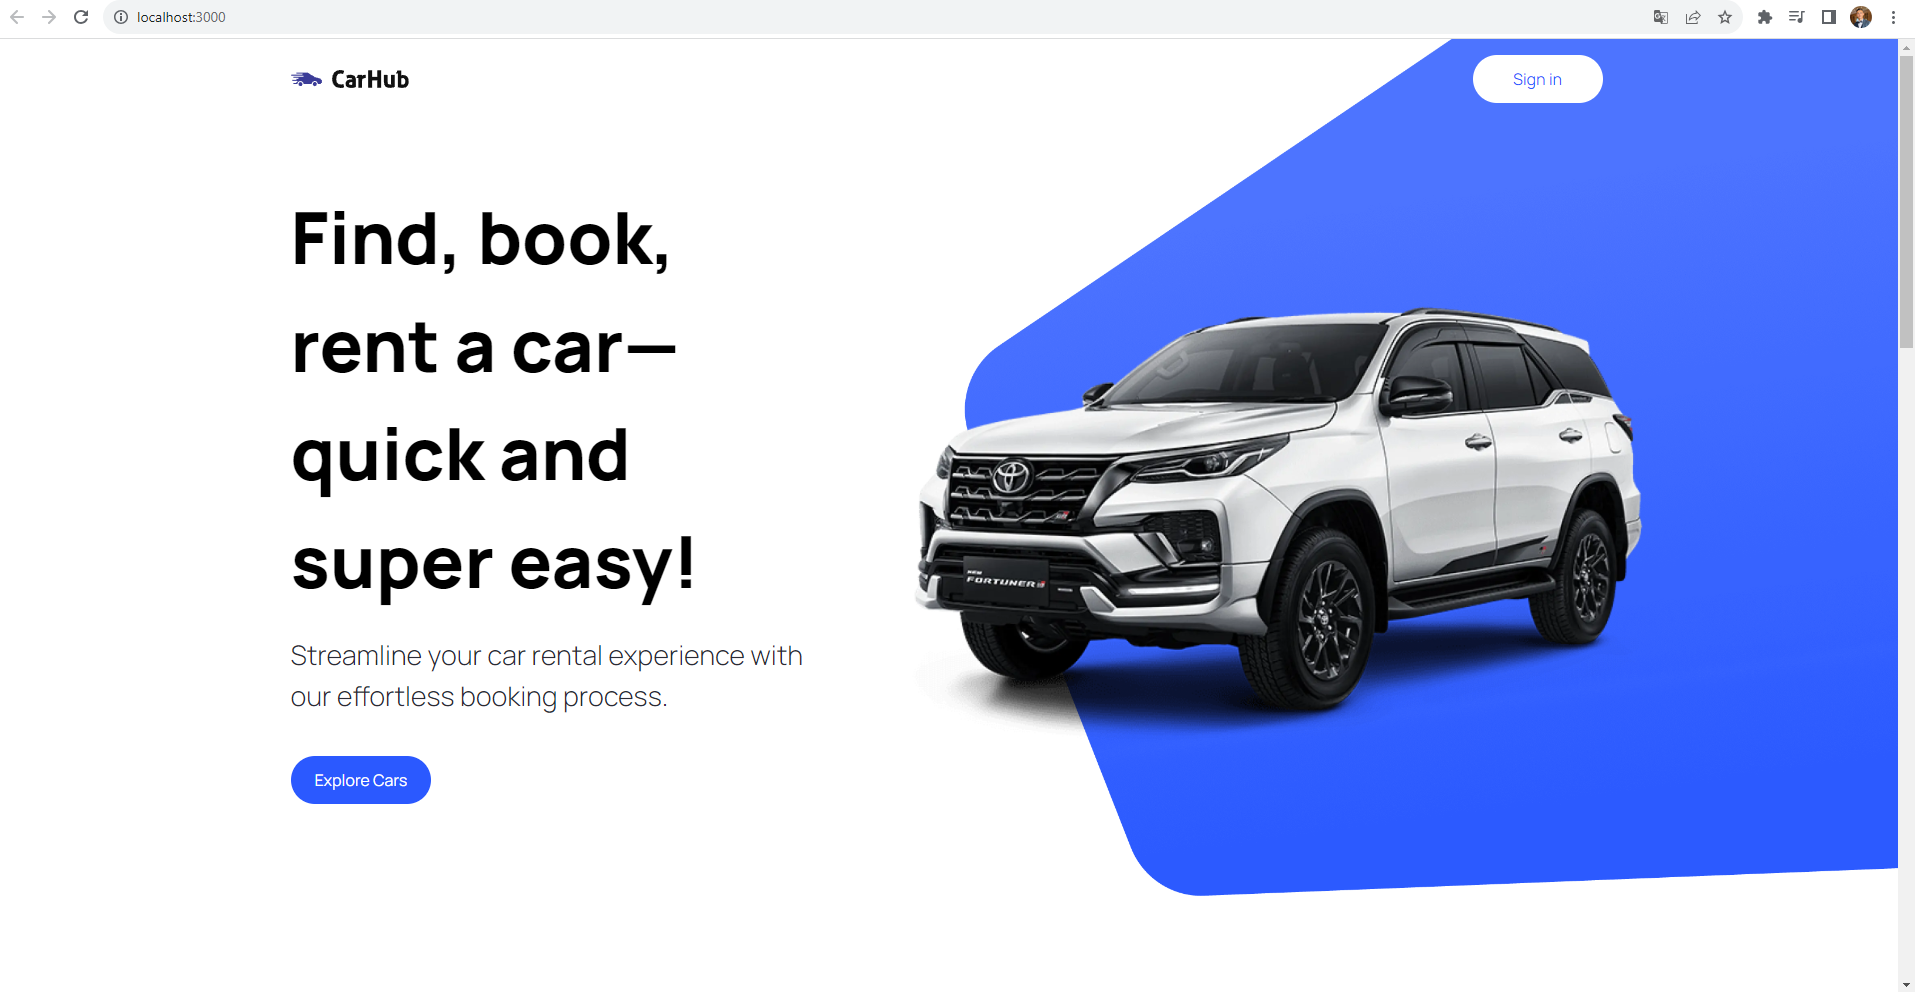 localhost:3000
CarHub
Sign in
Find, book,
rent a car—
quick and
super easy!
NEW
FORTUNER
Streamline your car rental experience with
our effortless booking process.
Explore Cars